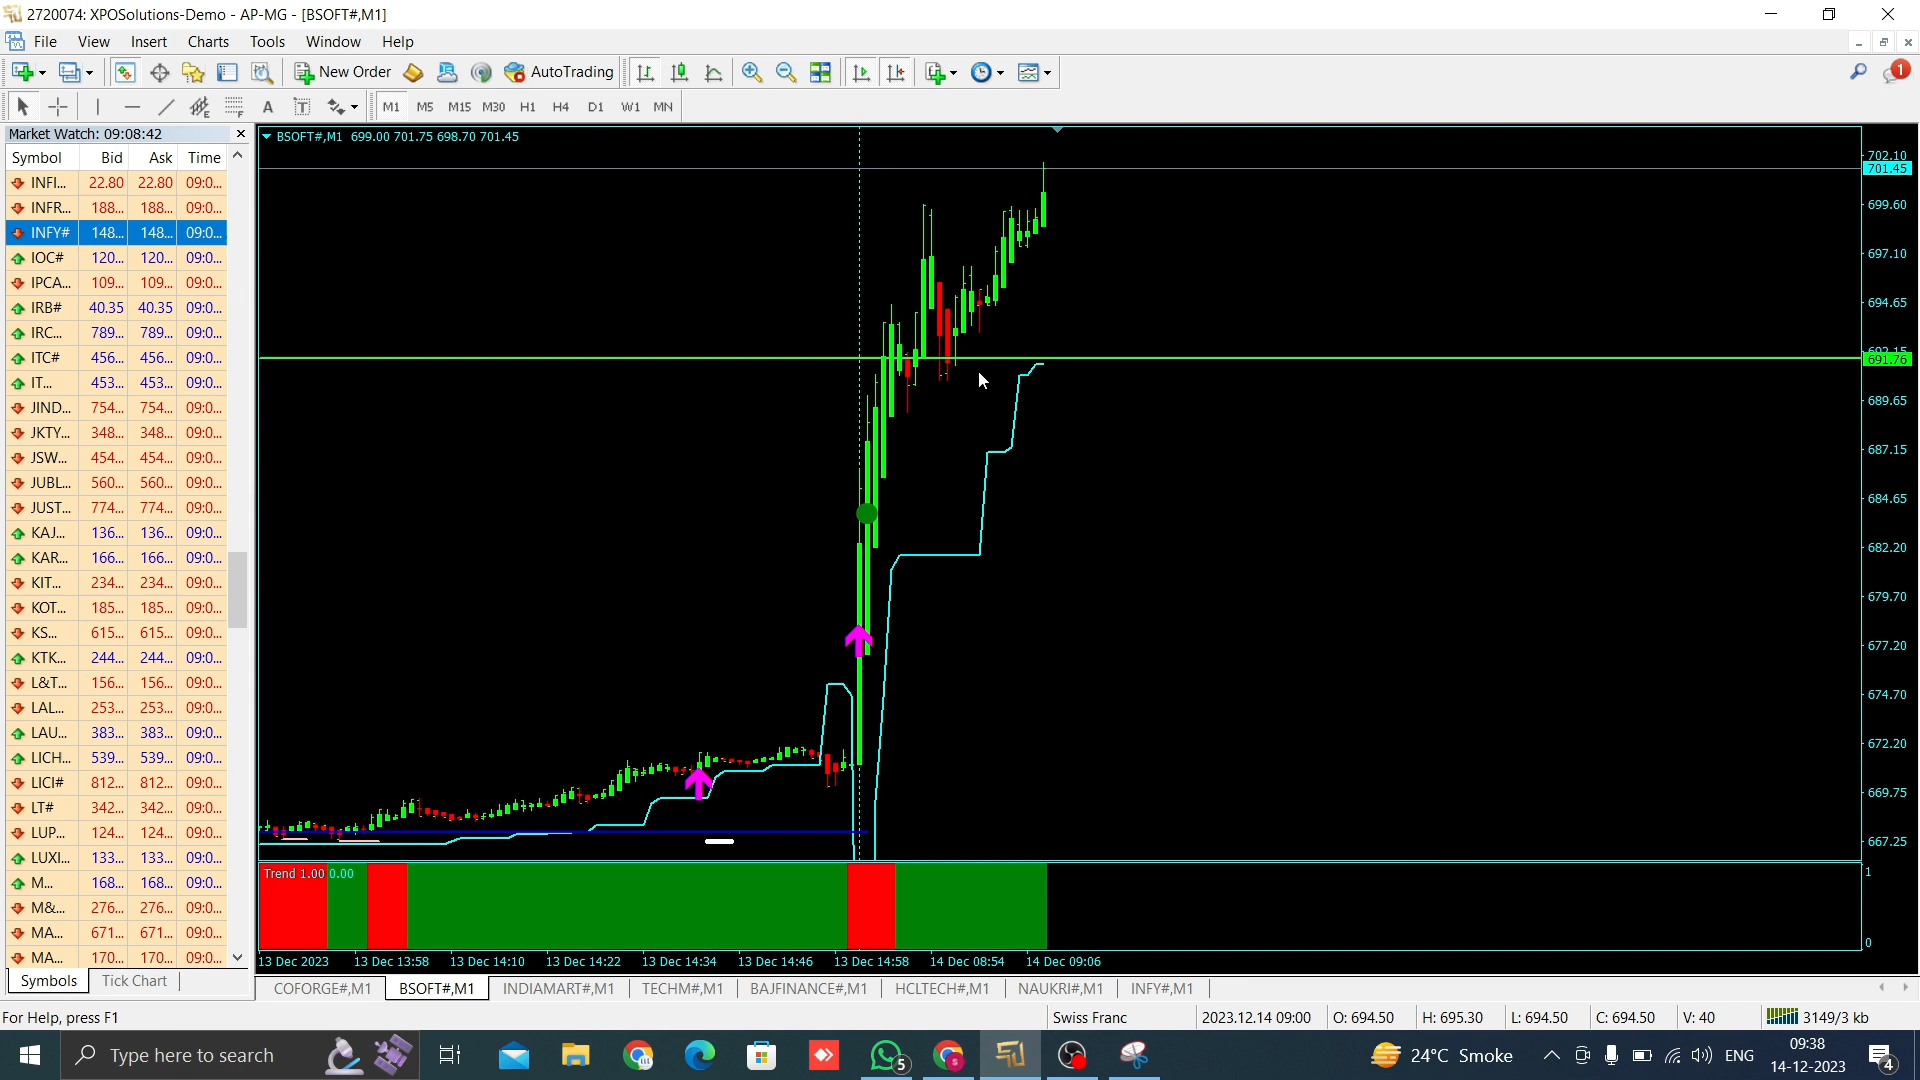 2720074: XPOSolutions-Demo - AP-MG - [BSOFT#,M1]
File View Insert Charts Tools Window Help
New Order AutoTrading 1
A T M1 M5 M15 M30 H1 H4 D1 W1 MN
Market Watch: 09:08:42
Symbol Bid Ask Time
INFI... 22.80 22.80 09:0...
INFR... 188... 188... 09:0...
INFY# 148... 148... 09:0...
IOC# 120... 120... 09:0...
IPCA... 109... 109... 09:0...
IRB# 40.35 40.35 09:0...
IRC... 789... 789... 09:0...
ITC# 456... 456... 09:0...
IT... 453... 453... 09:0...
JIND... 754... 754... 09:0...
JKTY... 348... 348... 09:0...
JSW... 454... 454... 09:0...
JUBL... 560... 560... 09:0...
JUST... 774... 774... 09:0...
KAJ... 136... 136... 09:0...
KAR... 166... 166... 09:0...
KIT... 234... 234... 09:0...
KOT... 185... 185... 09:0...
KS... 615... 615... 09:0...
KTK... 244... 244... 09:0...
L&T... 156... 156... 09:0...
LAL... 253... 253... 09:0...
LAU... 383... 383... 09:0...
LICH... 539... 539... 09:0...
LICI# 812... 812... 09:0...
LT# 342... 342... 09:0...
LUP... 124... 124... 09:0...
LUXI... 133... 133... 09:0...
M... 168... 168... 09:0...
M&... 276... 276... 09:0...
MA... 671... 671... 09:0...
MA... 170... 170... 09:0...
Symbols Tick Chart
BSOFT#,M1 699.00 701.75 698.70 701.45
702.10
701.45
699.60
697.10
694.65
691.76
689.65
687.15
684.65
682.20
679.70
677.20
674.70
672.20
669.75
667.25
Trend 1.00 0.00
1
0
13 Dec 2023 13 Dec 13:58 13 Dec 14:10 13 Dec 14:22 13 Dec 14:34 13 Dec 14:46 13 Dec 14:58 14 Dec 08:54 14 Dec 09:06
COFORGE#,M1 BSOFT#,M1 INDIAMART#,M1 TECHM#,M1 BAJFINANCE#,M1 HCLTECH#,M1 NAUKRI#,M1 INFY#,M1
For Help, press F1 Swiss Franc 2023.12.14 09:00 O: 694.50 H: 695.30 L: 694.50 C: 694.50 V: 40 3149/3 kb
Type here to search 5 24°C Smoke ENG 09:38 4
14-12-2023